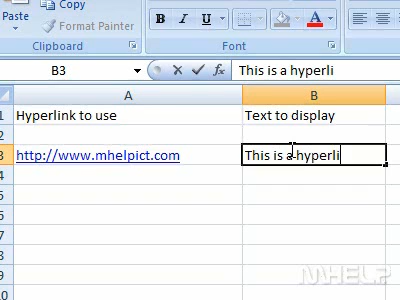 Copy
Paste
Format Painter
B I U
Clipboard
Font
B3
fx This is a hyperli
A B
1 Hyperlink to use Text to display
2
3 http://www.mhelpict.com This is a hyperli
4
5
6
7
8
9
10
MHELP